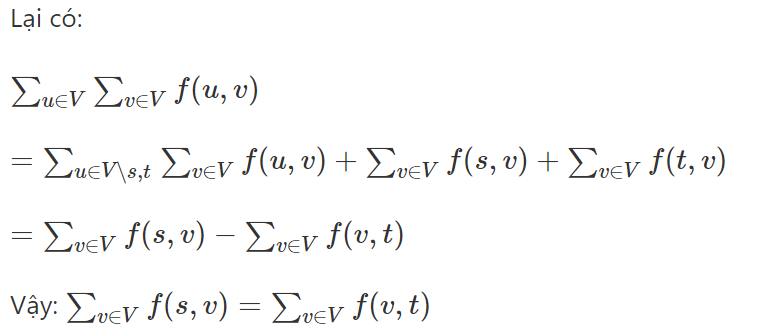 Lại có:
∑_{u∈V} ∑_{v∈V} f(u, v)
= ∑_{u∈V\s,t} ∑_{v∈V} f(u, v) + ∑_{v∈V} f(s, v) + ∑_{v∈V} f(t, v)
= ∑_{v∈V} f(s, v) − ∑_{v∈V} f(v, t)
Vậy: ∑_{v∈V} f(s, v) = ∑_{v∈V} f(v, t)